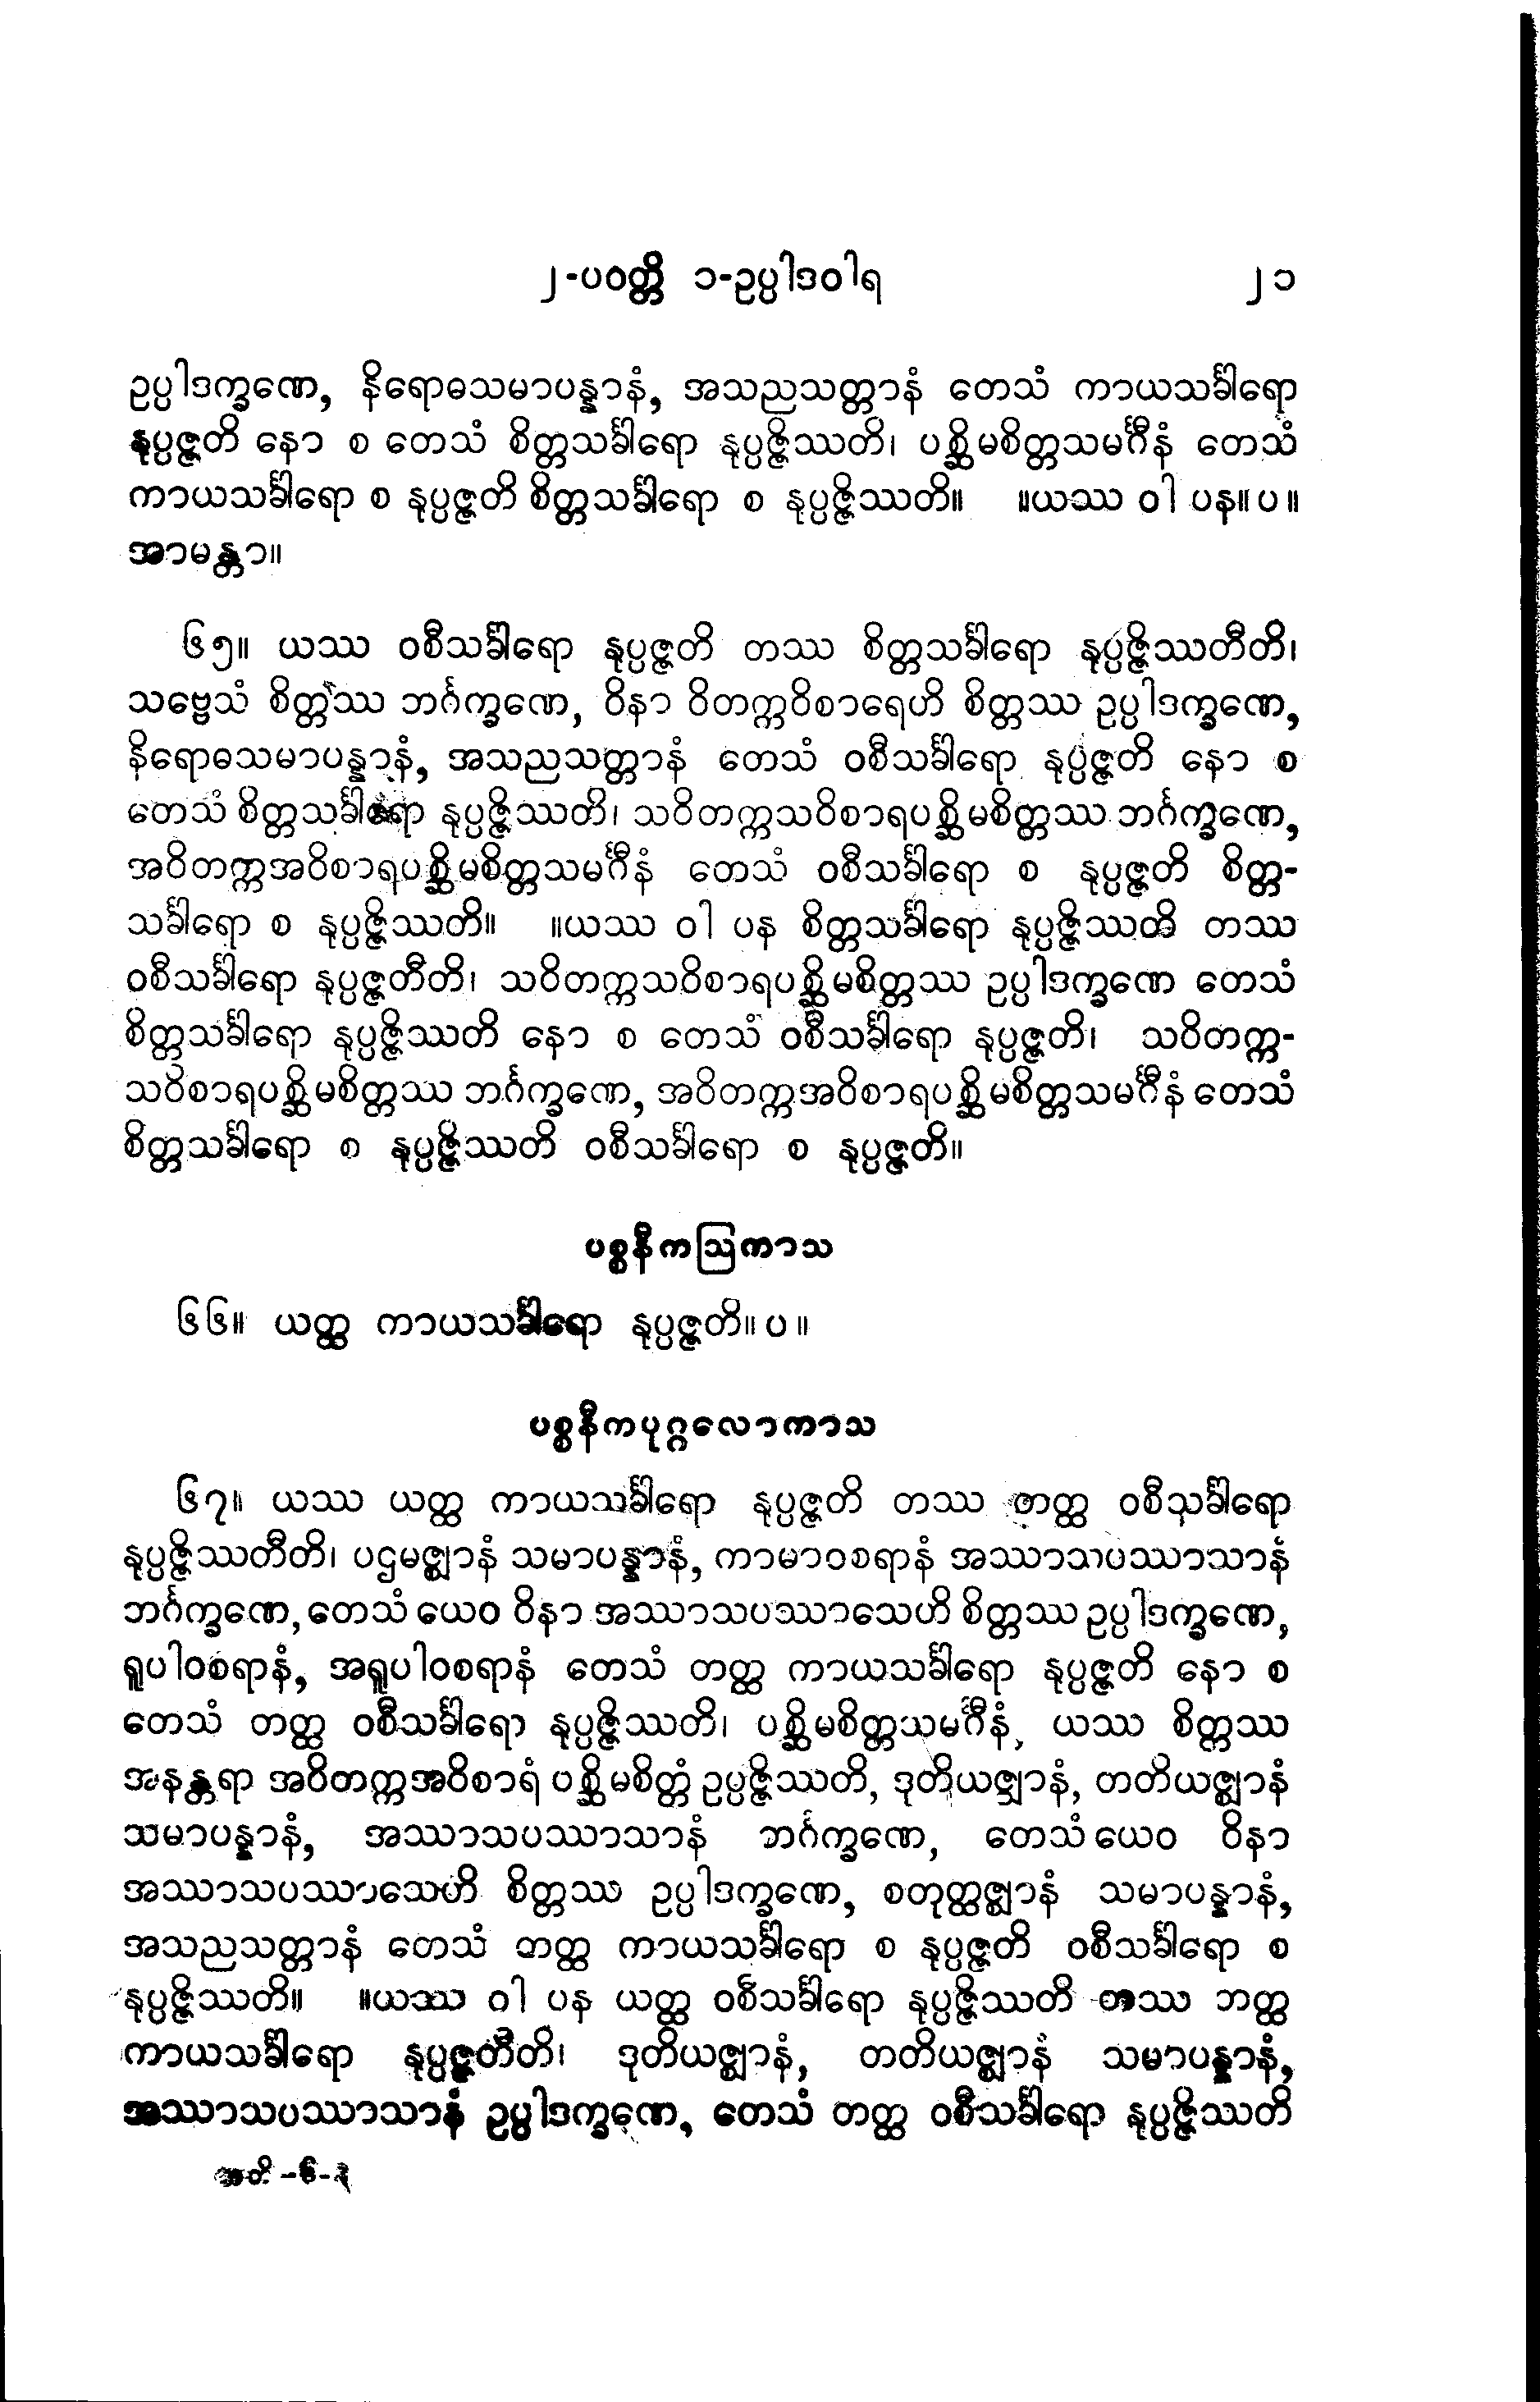 ၂-ပဝတ္တိ ၁-ဥပ္ပါဒဝါရ ၂၁
ဥပ္ပါဒက္ခဏေ, နိရောဓသမာပန္နာနံ, အသညသတ္တာနံ တေသံ ကာယသင်္ခါရော
နုပ္ပဇ္ဇတိ နော စ တေသံ စိတ္တသင်္ခါရော နုပ္ပဇ္ဇိဿတိ၊ ပစ္ဆိမစိတ္တသမင်္ဂီနံ တေသံ
ကာယသင်္ခါရော စ နုပ္ပဇ္ဇတိ စိတ္တသင်္ခါရော စ နုပ္ပဇ္ဇိဿတိ။ ။ယဿ ဝါ ပန။ပ။
အာမန္တာ။
၆၅။ ယဿ ဝစီသင်္ခါရော နုပ္ပဇ္ဇတိ တဿ စိတ္တသင်္ခါရော နုပ္ပဇ္ဇိဿတီတိ၊
သဗ္ဗေသံ စိတ္တဿ ဘင်္ဂက္ခဏေ, ဝိနာ ဝိတက္ကဝိစာရေဟိ စိတ္တဿ ဥပ္ပါဒက္ခဏေ,
နိရောဓသမာပန္နာနံ, အသညသတ္တာနံ တေသံ ဝစီသင်္ခါရော နုပ္ပဇ္ဇတိ နော စ
တေသံ စိတ္တသင်္ခါရော နုပ္ပဇ္ဇိဿတိ၊ သဝိတက္ကသဝိစာရပစ္ဆိမစိတ္တဿ ဘင်္ဂက္ခဏေ,
အဝိတက္ကအဝိစာရပစ္ဆိမစိတ္တသမင်္ဂီနံ တေသံ ဝစီသင်္ခါရော စ နုပ္ပဇ္ဇတိ စိတ္တ-
သင်္ခါရော စ နုပ္ပဇ္ဇိဿတိ။ ။ယဿ ဝါ ပန စိတ္တသင်္ခါရော နုပ္ပဇ္ဇိဿတိ တဿ
ဝစီသင်္ခါရော နုပ္ပဇ္ဇတီတိ၊ သဝိတက္ကသဝိစာရပစ္ဆိမစိတ္တဿ ဥပ္ပါဒက္ခဏေ တေသံ
စိတ္တသင်္ခါရော နုပ္ပဇ္ဇိဿတိ နော စ တေသံ ဝစီသင်္ခါရော နုပ္ပဇ္ဇတိ၊ သဝိတက္က-
သဝိစာရပစ္ဆိမစိတ္တဿ ဘင်္ဂက္ခဏေ, အဝိတက္ကအဝိစာရပစ္ဆိမစိတ္တသမင်္ဂီနံ တေသံ
စိတ္တသင်္ခါရော စ နုပ္ပဇ္ဇိဿတိ ဝစီသင်္ခါရော စ နုပ္ပဇ္ဇတိ။
ပစ္စနီကဩကာသ
၆၆။ ယတ္ထ ကာယသင်္ခါရော နုပ္ပဇ္ဇတိ။ပ။
ပစ္စနီကပုဂ္ဂလောကာသ
၆၇။ ယဿ ယတ္ထ ကာယသင်္ခါရော နုပ္ပဇ္ဇတိ တဿ တတ္ထ ဝစီသင်္ခါရော
နုပ္ပဇ္ဇိဿတီတိ၊ ပဌမဇ္ဈာနံ သမာပန္နာနံ, ကာမာဝစရာနံ အဿာသပဿာသာနံ
ဘင်္ဂက္ခဏေ, တေသံ ယေဝ ဝိနာ အဿာသပဿာသေဟိ စိတ္တဿ ဥပ္ပါဒက္ခဏေ,
ရူပါဝစရာနံ, အရူပါဝစရာနံ တေသံ တတ္ထ ကာယသင်္ခါရော နုပ္ပဇ္ဇတိ နော စ
တေသံ တတ္ထ ဝစီသင်္ခါရော နုပ္ပဇ္ဇိဿတိ၊ ပစ္ဆိမစိတ္တသမင်္ဂီနံ, ယဿ စိတ္တဿ
အနန္တရာ အဝိတက္ကအဝိစာရံ ပစ္ဆိမစိတ္တံ ဥပ္ပဇ္ဇိဿတိ, ဒုတိယဇ္ဈာနံ, တတိယဇ္ဈာနံ
သမာပန္နာနံ, အဿာသပဿာသာနံ ဘင်္ဂက္ခဏေ, တေသံ ယေဝ ဝိနာ
အဿာသပဿာသေဟိ စိတ္တဿ ဥပ္ပါဒက္ခဏေ, စတုတ္ထဇ္ဈာနံ သမာပန္နာနံ,
အသညသတ္တာနံ တေသံ တတ္ထ ကာယသင်္ခါရော စ နုပ္ပဇ္ဇတိ ဝစီသင်္ခါရော စ
နုပ္ပဇ္ဇိဿတိ။ ။ယဿ ဝါ ပန ယတ္ထ ဝစီသင်္ခါရော နုပ္ပဇ္ဇိဿတိ တဿ တတ္ထ
ကာယသင်္ခါရော နုပ္ပဇ္ဇတီတိ၊ ဒုတိယဇ္ဈာနံ, တတိယဇ္ဈာနံ သမာပန္နာနံ,
အဿာသပဿာသာနံ ဥပ္ပါဒက္ခဏေ, တေသံ တတ္ထ ဝစီသင်္ခါရော နုပ္ပဇ္ဇိဿတိ